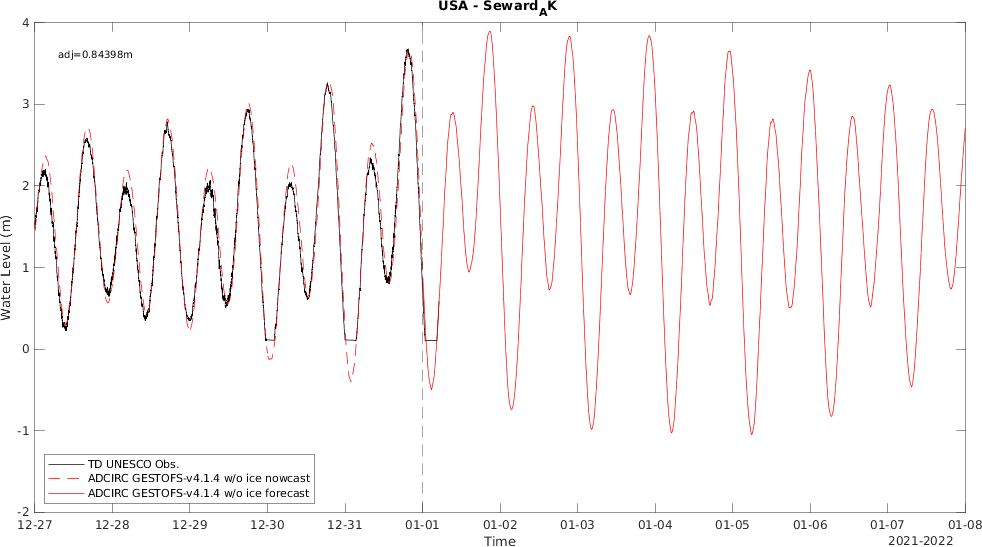 USA - Seward_AK
adj=0.84398m
4
3
2
1
0
-1
-2
Water Level (m)
TD UNESCO Obs.
ADCIRC GESTOFS-v4.1.4 w/o ice nowcast
ADCIRC GESTOFS-v4.1.4 w/o ice forecast
12-27 12-28 12-29 12-30 12-31 01-01 01-02 01-03 01-04 01-05 01-06 01-07 01-08
Time
2021-2022